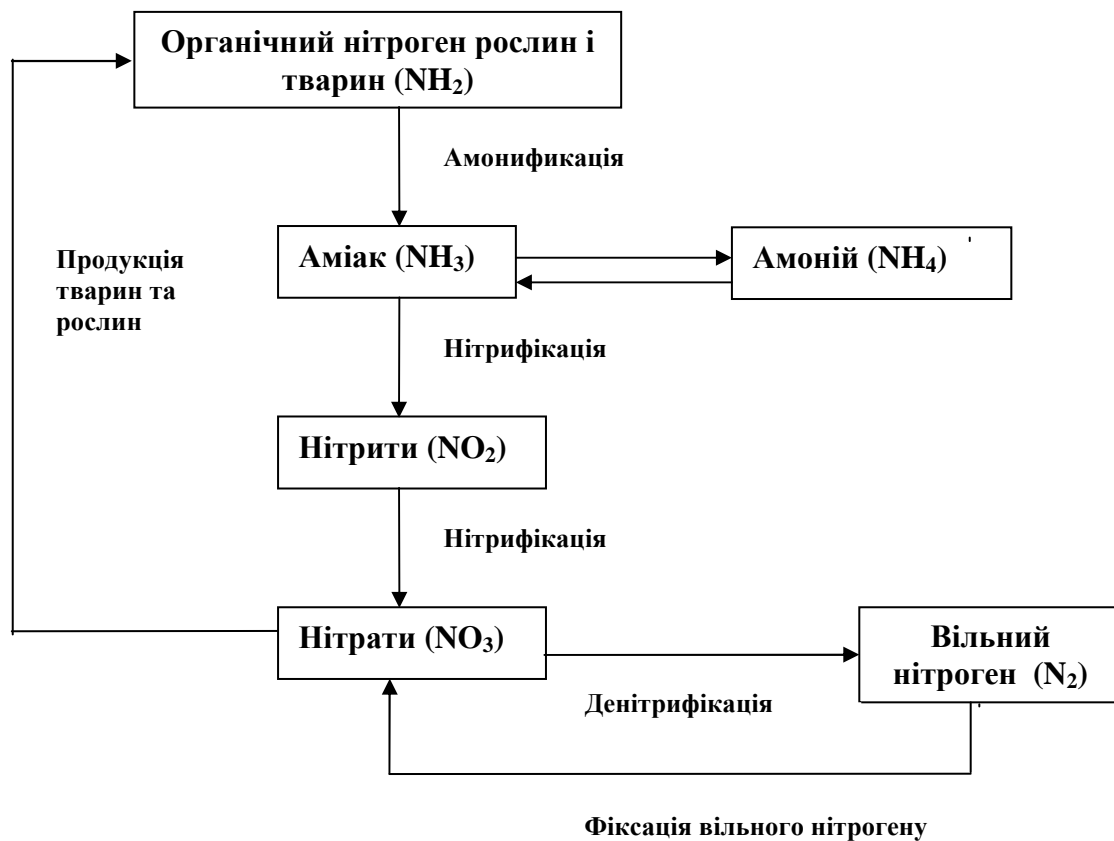 Органічний нітроген рослин і
тварин (NH₂)
Амонификація
Аміак (NH₃)
Амоній (NH₄)
Продукція
тварин та
рослин
Нітрифікація
Нітрити (NO₂)
Нітрифікація
Нітрати (NO₃)
Вільний
нітроген (N₂)
Денітрифікація
Фіксація вільного нітрогену